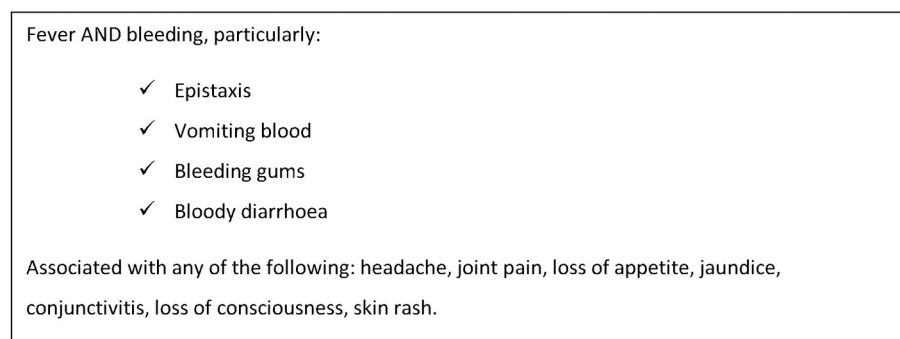 Fever AND bleeding, particularly:
✓ Epistaxis
✓ Vomiting blood
✓ Bleeding gums
✓ Bloody diarrhoea
Associated with any of the following: headache, joint pain, loss of appetite, jaundice,
conjunctivitis, loss of consciousness, skin rash.